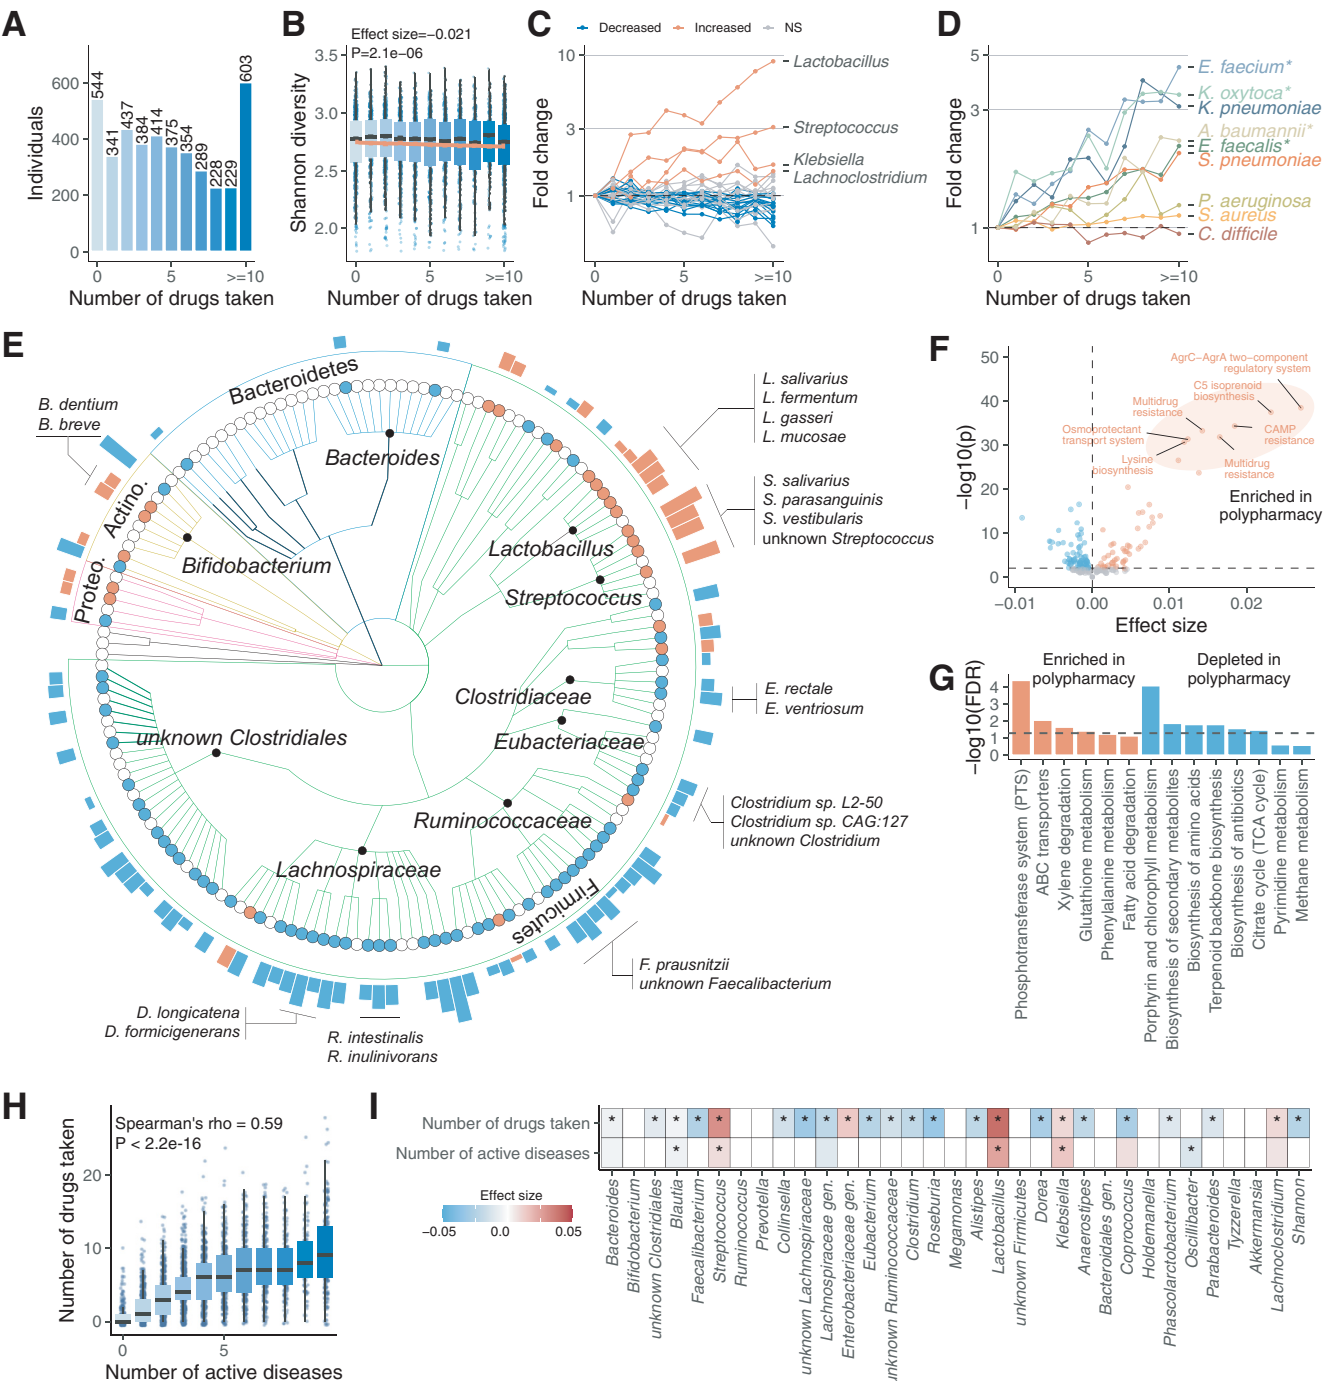 A
Individuals
600
400
200
0
544
341
437
384
414
375
354
289
228
229
603
0
5
>=10
Number of drugs taken
B
Effect size=−0.021
P=2.1e−06
Shannon diversity
3.5
3.0
2.5
2.0
0
5
>=10
Number of drugs taken
C
Decreased
Increased
NS
Fold change
10
3
1
Lactobacillus
Streptococcus
Klebsiella
Lachnoclostridium
0
5
>=10
Number of drugs taken
D
Fold change
5
3
1
E. faecium*
K. oxytoca*
K. pneumoniae
A. baumannii*
E. faecalis*
S. pneumoniae
P. aeruginosa
S. aureus
C. difficile
0
5
>=10
Number of drugs taken
E
Bacteroidetes
Actino.
Proteo.
Firmicutes
B. dentium
B. breve
Bacteroides
Bifidobacterium
Lactobacillus
Streptococcus
Clostridiaceae
Eubacteriaceae
unknown Clostridiales
Ruminococcaceae
Lachnospiraceae
L. salivarius
L. fermentum
L. gasseri
L. mucosae
S. salivarius
S. parasanguinis
S. vestibularis
unknown Streptococcus
E. rectale
E. ventriosum
Clostridium sp. L2-50
Clostridium sp. CAG:127
unknown Clostridium
F. prausnitzii
unknown Faecalibacterium
D. longicatena
D. formicigenerans
R. intestinalis
R. inulinivorans
F
−log10(p)
50
40
30
20
10
0
AgrC−AgrA two−component
regulatory system
C5 isoprenoid
biosynthesis
Multidrug
resistance
Osmoprotectant
transport system
CAMP
resistance
Lysine
biosynthesis
Multidrug
resistance
Enriched in
polypharmacy
−0.01
0.00
0.01
0.02
Effect size
G
−log10(FDR)
4
3
2
1
0
Enriched in
polypharmacy
Depleted in
polypharmacy
Phosphotransferase system (PTS)
ABC transporters
Xylene degradation
Glutathione metabolism
Phenylalanine metabolism
Fatty acid degradation
Porphyrin and chlorophyll metabolism
Biosynthesis of secondary metabolites
Biosynthesis of amino acids
Terpenoid backbone biosynthesis
Biosynthesis of antibiotics
Citrate cycle (TCA cycle)
Pyrimidine metabolism
Methane metabolism
H
Number of drugs taken
Spearman's rho = 0.59
P < 2.2e-16
20
10
0
0
5
Number of active diseases
I
Number of drugs taken
* * * * * * * * * * * * * * * * * * * * * * *
Number of active diseases
* * * * *
Effect size
−0.05
0.0
0.05
Bacteroides
Bifidobacterium
unknown Clostridiales
Blautia
Faecalibacterium
Streptococcus
Ruminococcus
Prevotella
Collinsella
unknown Lachnospiraceae
Lachnospiraceae gen.
Enterobacteriaceae gen.
Eubacterium
unknown Ruminococcaceae
Clostridium
Roseburia
Megamonas
Alistipes
Lactobacillus
unknown Firmicutes
Dorea
Klebsiella
Anaerostipes
Bacteroidales gen.
Coprococcus
Holdemanella
Phascolarctobacterium
Oscillibacter
Parabacteroides
Tyzzerella
Akkermansia
Lachnoclostridium
Shannon